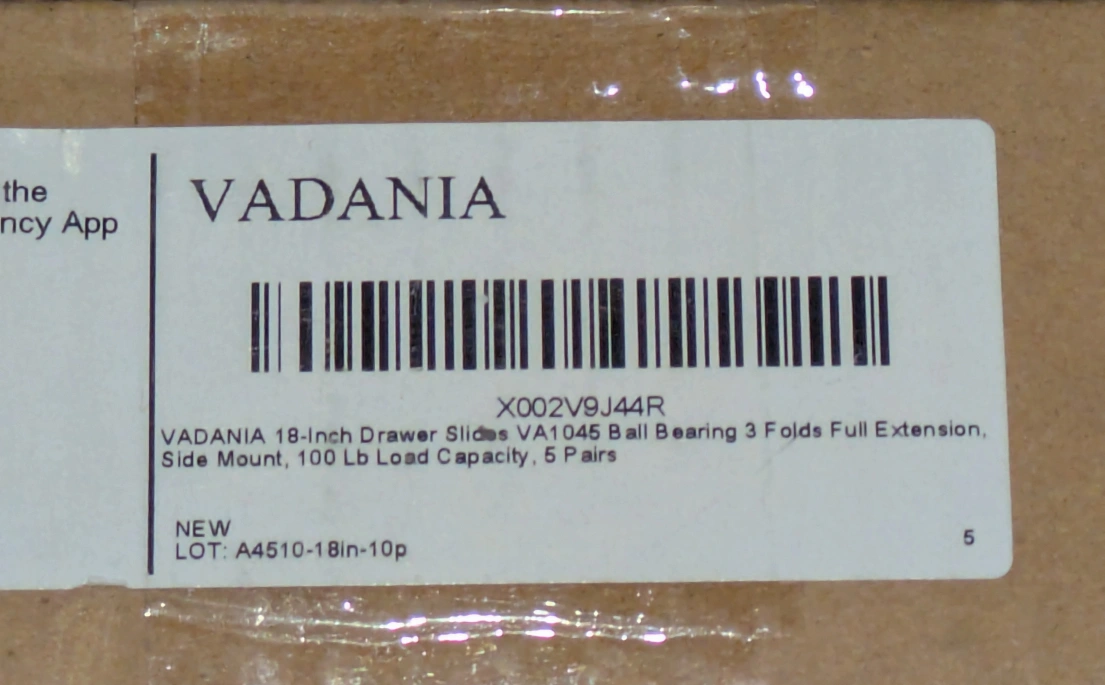 the
ncy App
VADANIA
X002V9J44R
VADANIA 18-Inch Drawer Slides VA1045 Ball Bearing 3 Folds Full Extension,
Side Mount, 100 Lb Load Capacity, 5 Pairs
NEW
LOT: A4510-18in-10p
5